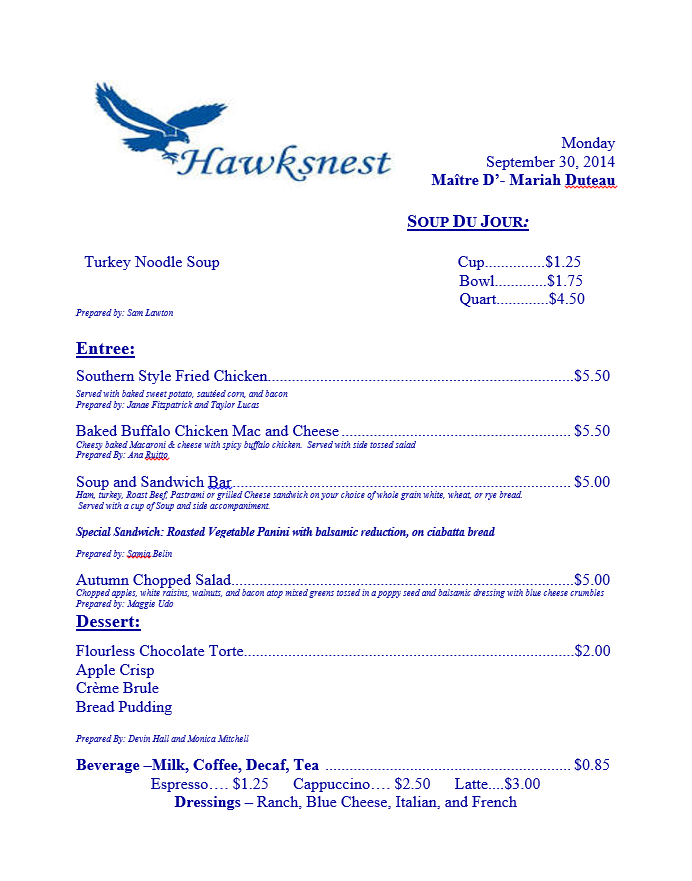 Hawksnest
Monday
September 30, 2014
Maître D’- Mariah Duteau
SOUP DU JOUR:
Turkey Noodle Soup Cup...............$1.25
Bowl.............$1.75
Quart.............$4.50
Prepared by: Sam Lawton
Entree:
Southern Style Fried Chicken............................................................................$5.50
Served with baked sweet potato, sautéed corn, and bacon
Prepared by: Janae Fitzpatrick and Taylor Lucas
Baked Buffalo Chicken Mac and Cheese ......................................................... $5.50
Cheesy baked Macaroni & cheese with spicy buffalo chicken. Served with side tossed salad
Prepared By: Ana Ruitto
Soup and Sandwich Bar.................................................................................... $5.00
Ham, turkey, Roast Beef, Pastrami or grilled Cheese sandwich on your choice of whole grain white, wheat, or rye bread.
Served with a cup of Soup and side accompaniment.
Special Sandwich: Roasted Vegetable Panini with balsamic reduction, on ciabatta bread
Prepared by: Samia Belin
Autumn Chopped Salad.....................................................................................$5.00
Chopped apples, white raisins, walnuts, and bacon atop mixed greens tossed in a poppy seed and balsamic dressing with blue cheese crumbles
Prepared by: Maggie Udo
Dessert:
Flourless Chocolate Torte..................................................................................$2.00
Apple Crisp
Crème Brule
Bread Pudding
Prepared By: Devin Hall and Monica Mitchell
Beverage –Milk, Coffee, Decaf, Tea ............................................................. $0.85
Espresso…. $1.25 Cappuccino…. $2.50 Latte....$3.00
Dressings – Ranch, Blue Cheese, Italian, and French